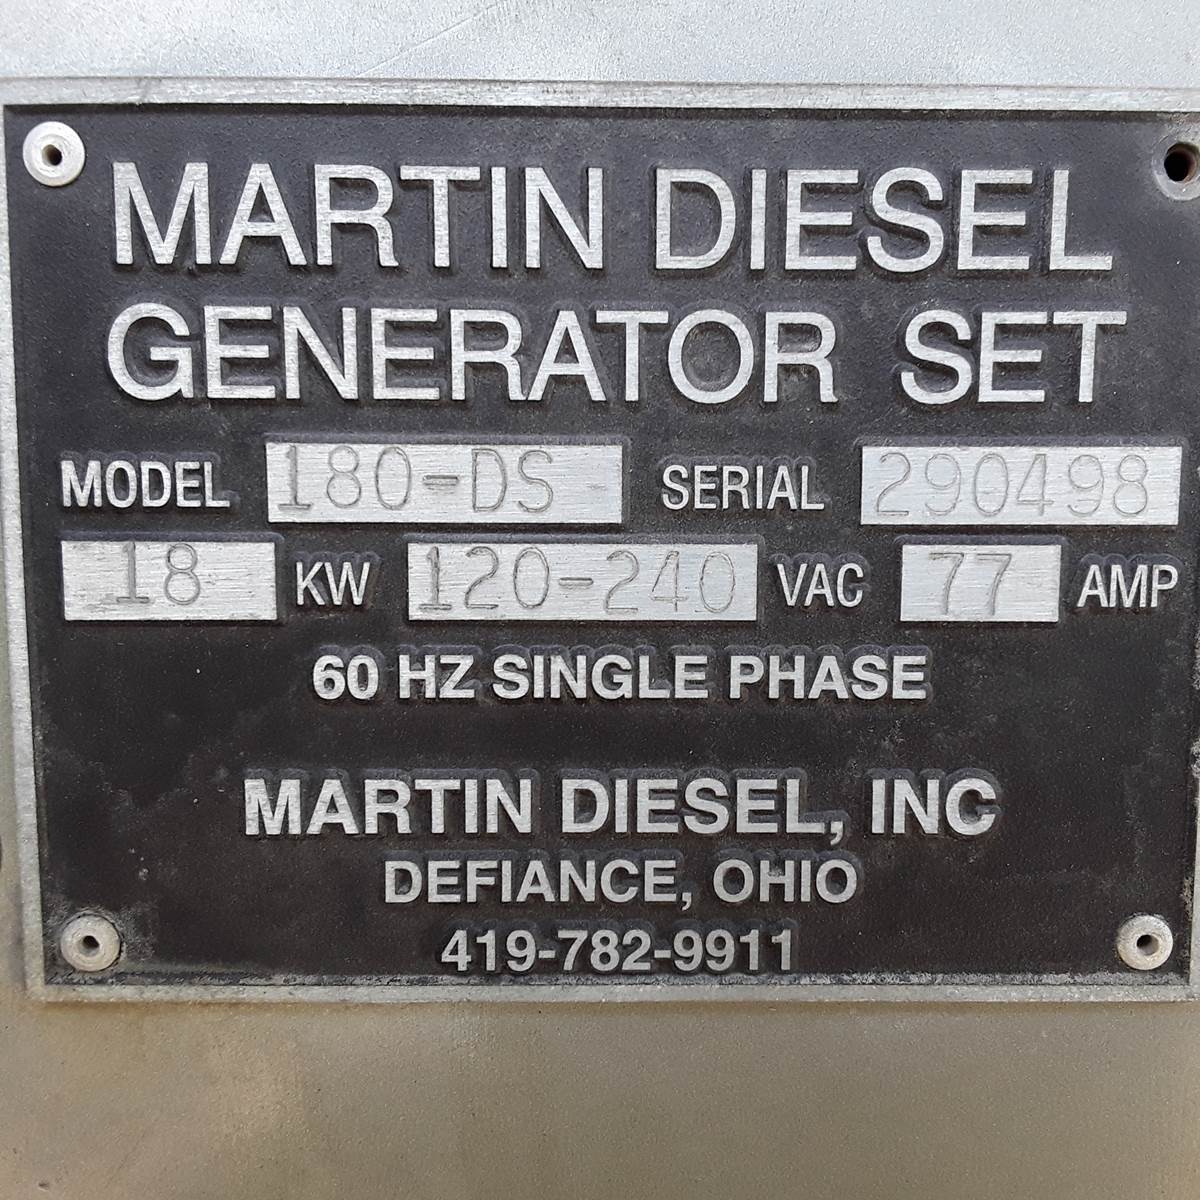 MARTIN DIESEL
GENERATOR SET
MODEL 180-DS SERIAL 290498
18 KW 120-240 VAC 77 AMP
60 HZ SINGLE PHASE
MARTIN DIESEL, INC
DEFIANCE, OHIO
419-782-9911